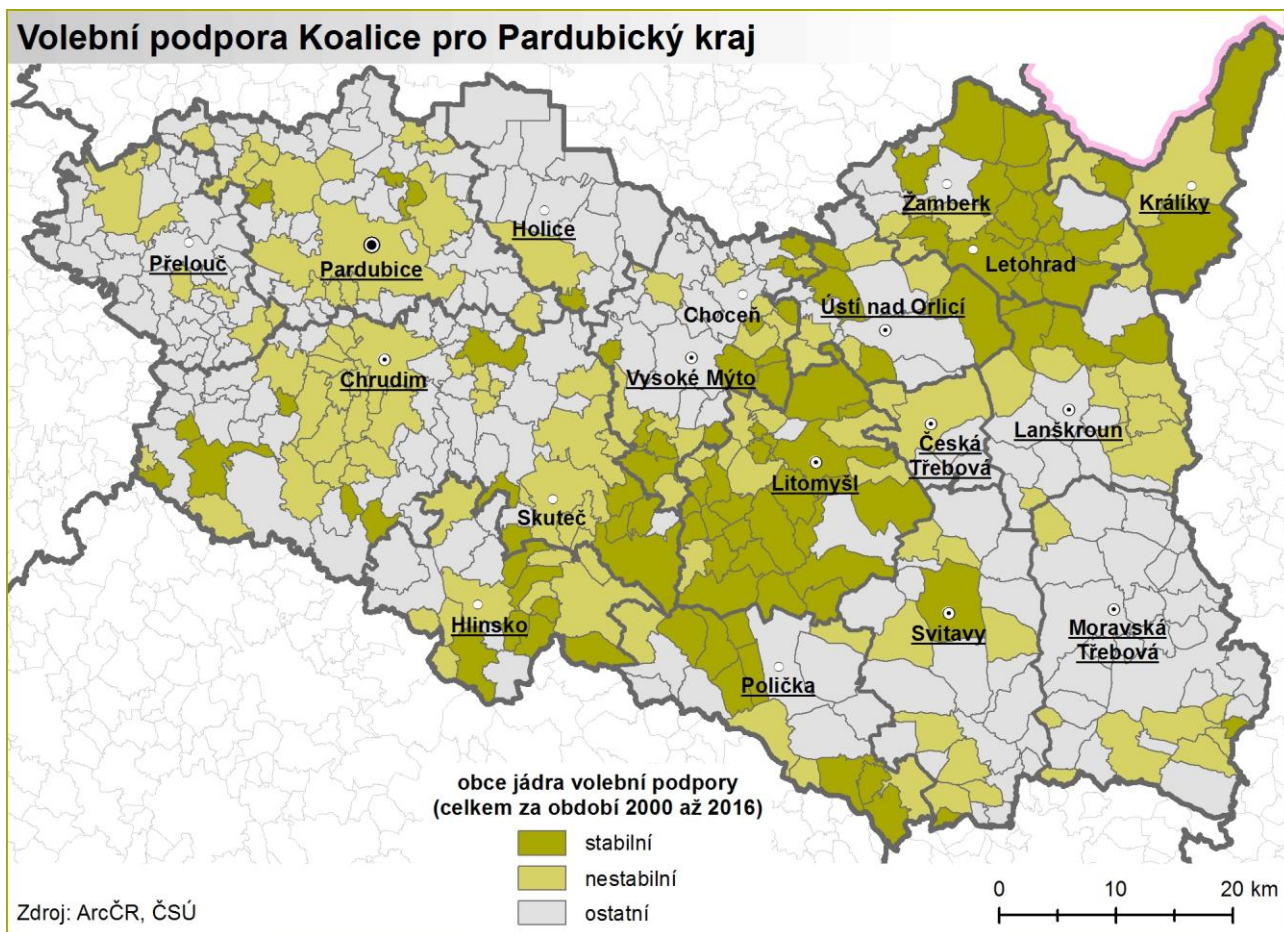 Volební podpora Koalice pro Pardubický kraj
Žamberk
Králíky
Holice
Přelouč
Pardubice
Letohrad
Choceň
Ústí nad Orlicí
Chrudim
Vysoké Mýto
Česká
Třebová
Lanškroun
Litomyšl
Skuteč
Hlinsko
Svitavy
Moravská
Třebová
Polička
obce jádra volební podpory
(celkem za období 2000 až 2016)
stabilní
nestabilní
ostatní
Zdroj: ArcČR, ČSÚ
0 10 20 km